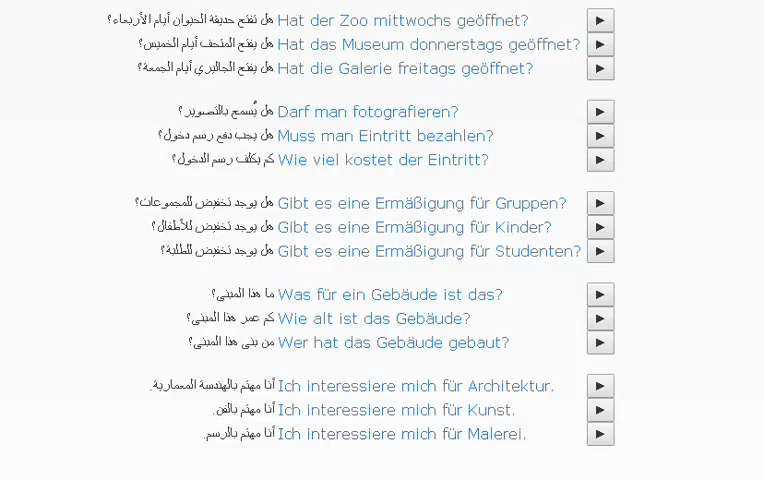 هل تفتح حديقة الحيوان أيام الأربعاء؟ Hat der Zoo mittwochs geöffnet?
هل يفتح المتحف أيام الخميس؟ Hat das Museum donnerstags geöffnet?
هل يفتح الجاليري أيام الجمعة؟ Hat die Galerie freitags geöffnet?
هل يُسمح بالتصوير؟ Darf man fotografieren?
هل يجب دفع رسم دخول؟ Muss man Eintritt bezahlen?
كم يكلف رسم الدخول؟ Wie viel kostet der Eintritt?
هل يوجد تخفيض للمجموعات؟ Gibt es eine Ermäßigung für Gruppen?
هل يوجد تخفيض للأطفال؟ Gibt es eine Ermäßigung für Kinder?
هل يوجد تخفيض للطلبة؟ Gibt es eine Ermäßigung für Studenten?
ما هذا المبنى؟ Was für ein Gebäude ist das?
كم عمر هذا المبنى؟ Wie alt ist das Gebäude?
من بنى هذا المبنى؟ Wer hat das Gebäude gebaut?
أنا مهتم بالهندسة المعمارية. Ich interessiere mich für Architektur.
أنا مهتم بالفن. Ich interessiere mich für Kunst.
أنا مهتم بالرسم. Ich interessiere mich für Malerei.